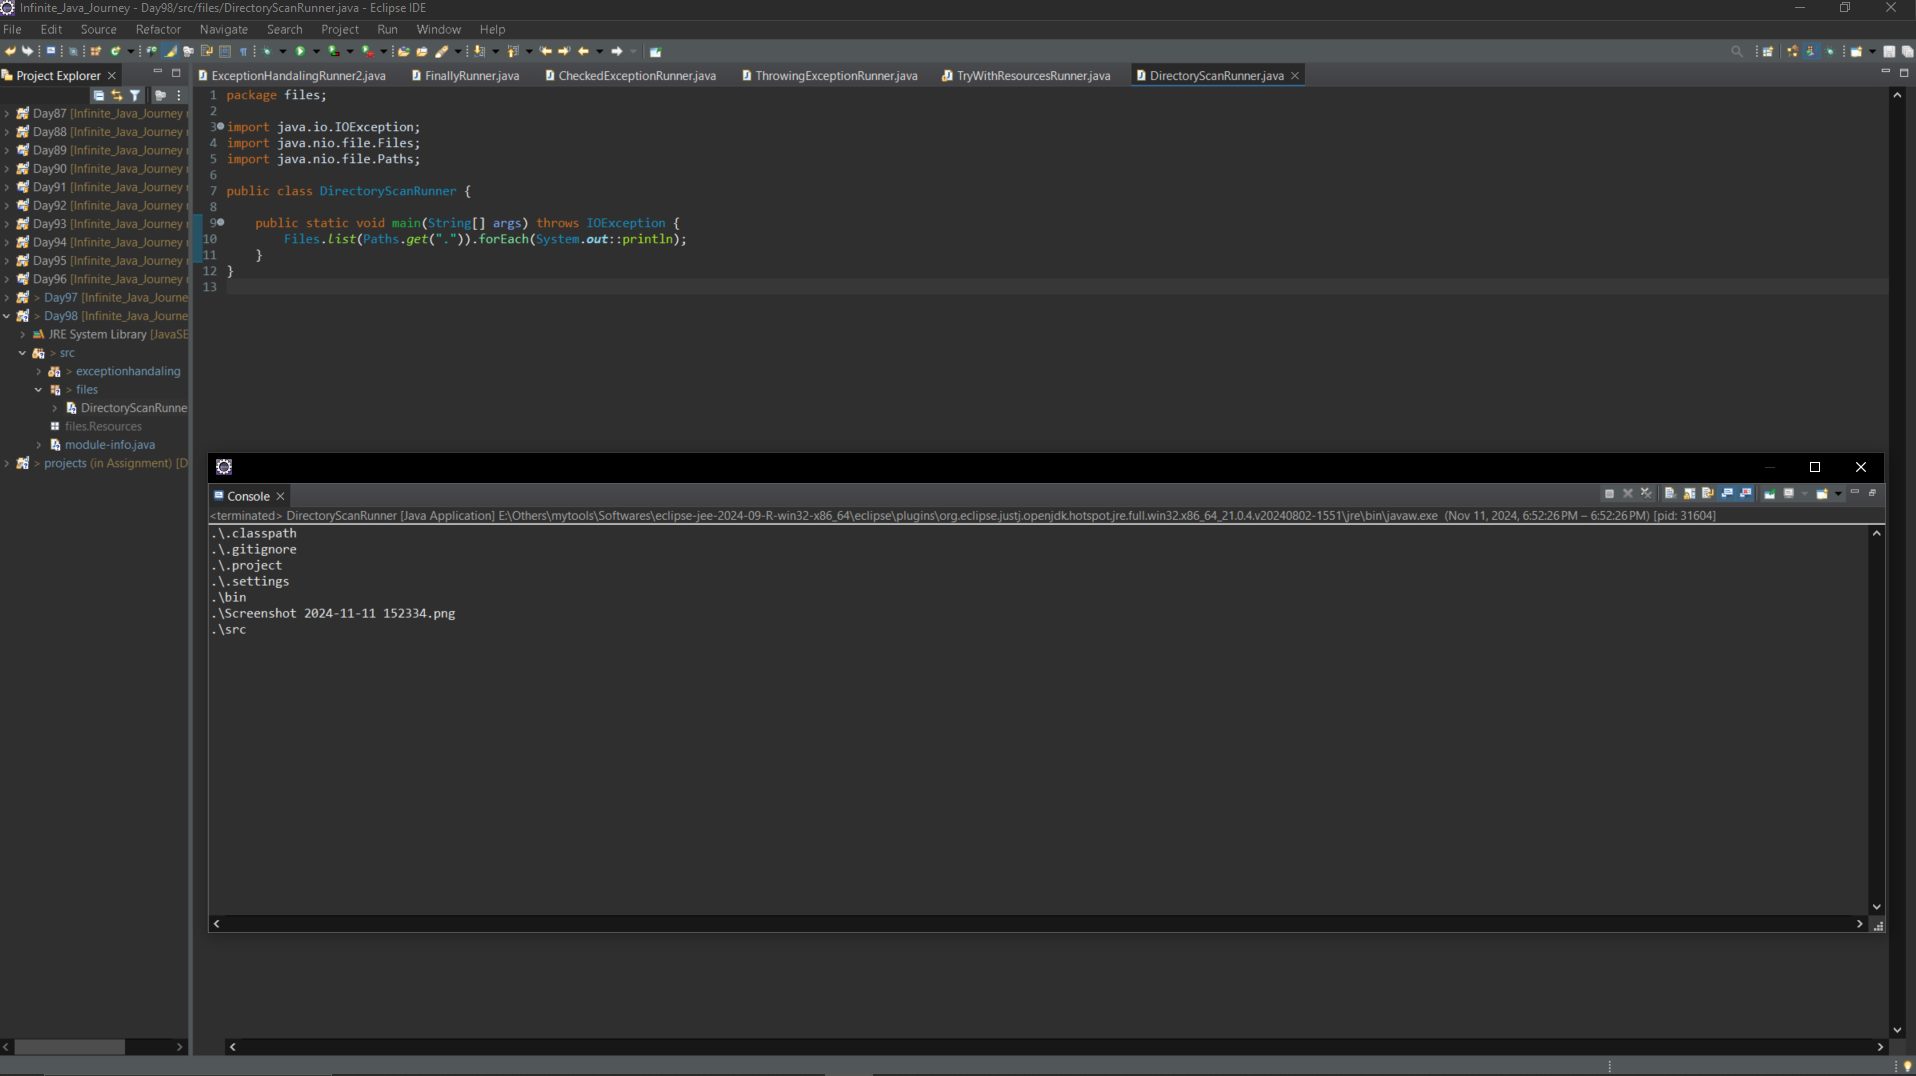 Infinite_Java_Journey - Day98/src/files/DirectoryScanRunner.java - Eclipse IDE
File Edit Source Refactor Navigate Search Project Run Window Help
Project Explorer
ExceptionHandalingRunner2.java FinallyRunner.java CheckedExceptionRunner.java ThrowingExceptionRunner.java TryWithResourcesRunner.java DirectoryScanRunner.java
Day87 [Infinite_Java_Journey
Day88 [Infinite_Java_Journey
Day89 [Infinite_Java_Journey
Day90 [Infinite_Java_Journey
Day91 [Infinite_Java_Journey
Day92 [Infinite_Java_Journey
Day93 [Infinite_Java_Journey
Day94 [Infinite_Java_Journey
Day95 [Infinite_Java_Journey
Day96 [Infinite_Java_Journey
> Day97 [Infinite_Java_Journe
> Day98 [Infinite_Java_Journe
JRE System Library [JavaSE
> src
> exceptionhandaling
> files
DirectoryScanRunne
files.Resources
module-info.java
> projects (in Assignment) [D
1 package files;
2
3 import java.io.IOException;
4 import java.nio.file.Files;
5 import java.nio.file.Paths;
6
7 public class DirectoryScanRunner {
8
9 public static void main(String[] args) throws IOException {
10 Files.list(Paths.get(".")).forEach(System.out::println);
11 }
12 }
13
Console
<terminated> DirectoryScanRunner [Java Application] E:\Others\mytools\Softwares\eclipse-jee-2024-09-R-win32-x86_64\eclipse\plugins\org.eclipse.justj.openjdk.hotspot.jre.full.win32.x86_64_21.0.4.v20240802-1551\jre\bin\javaw.exe (Nov 11, 2024, 6:52:26 PM – 6:52:26 PM) [pid: 31604]
.\.classpath
.\.gitignore
.\.project
.\.settings
.\bin
.\Screenshot 2024-11-11 152334.png
.\src